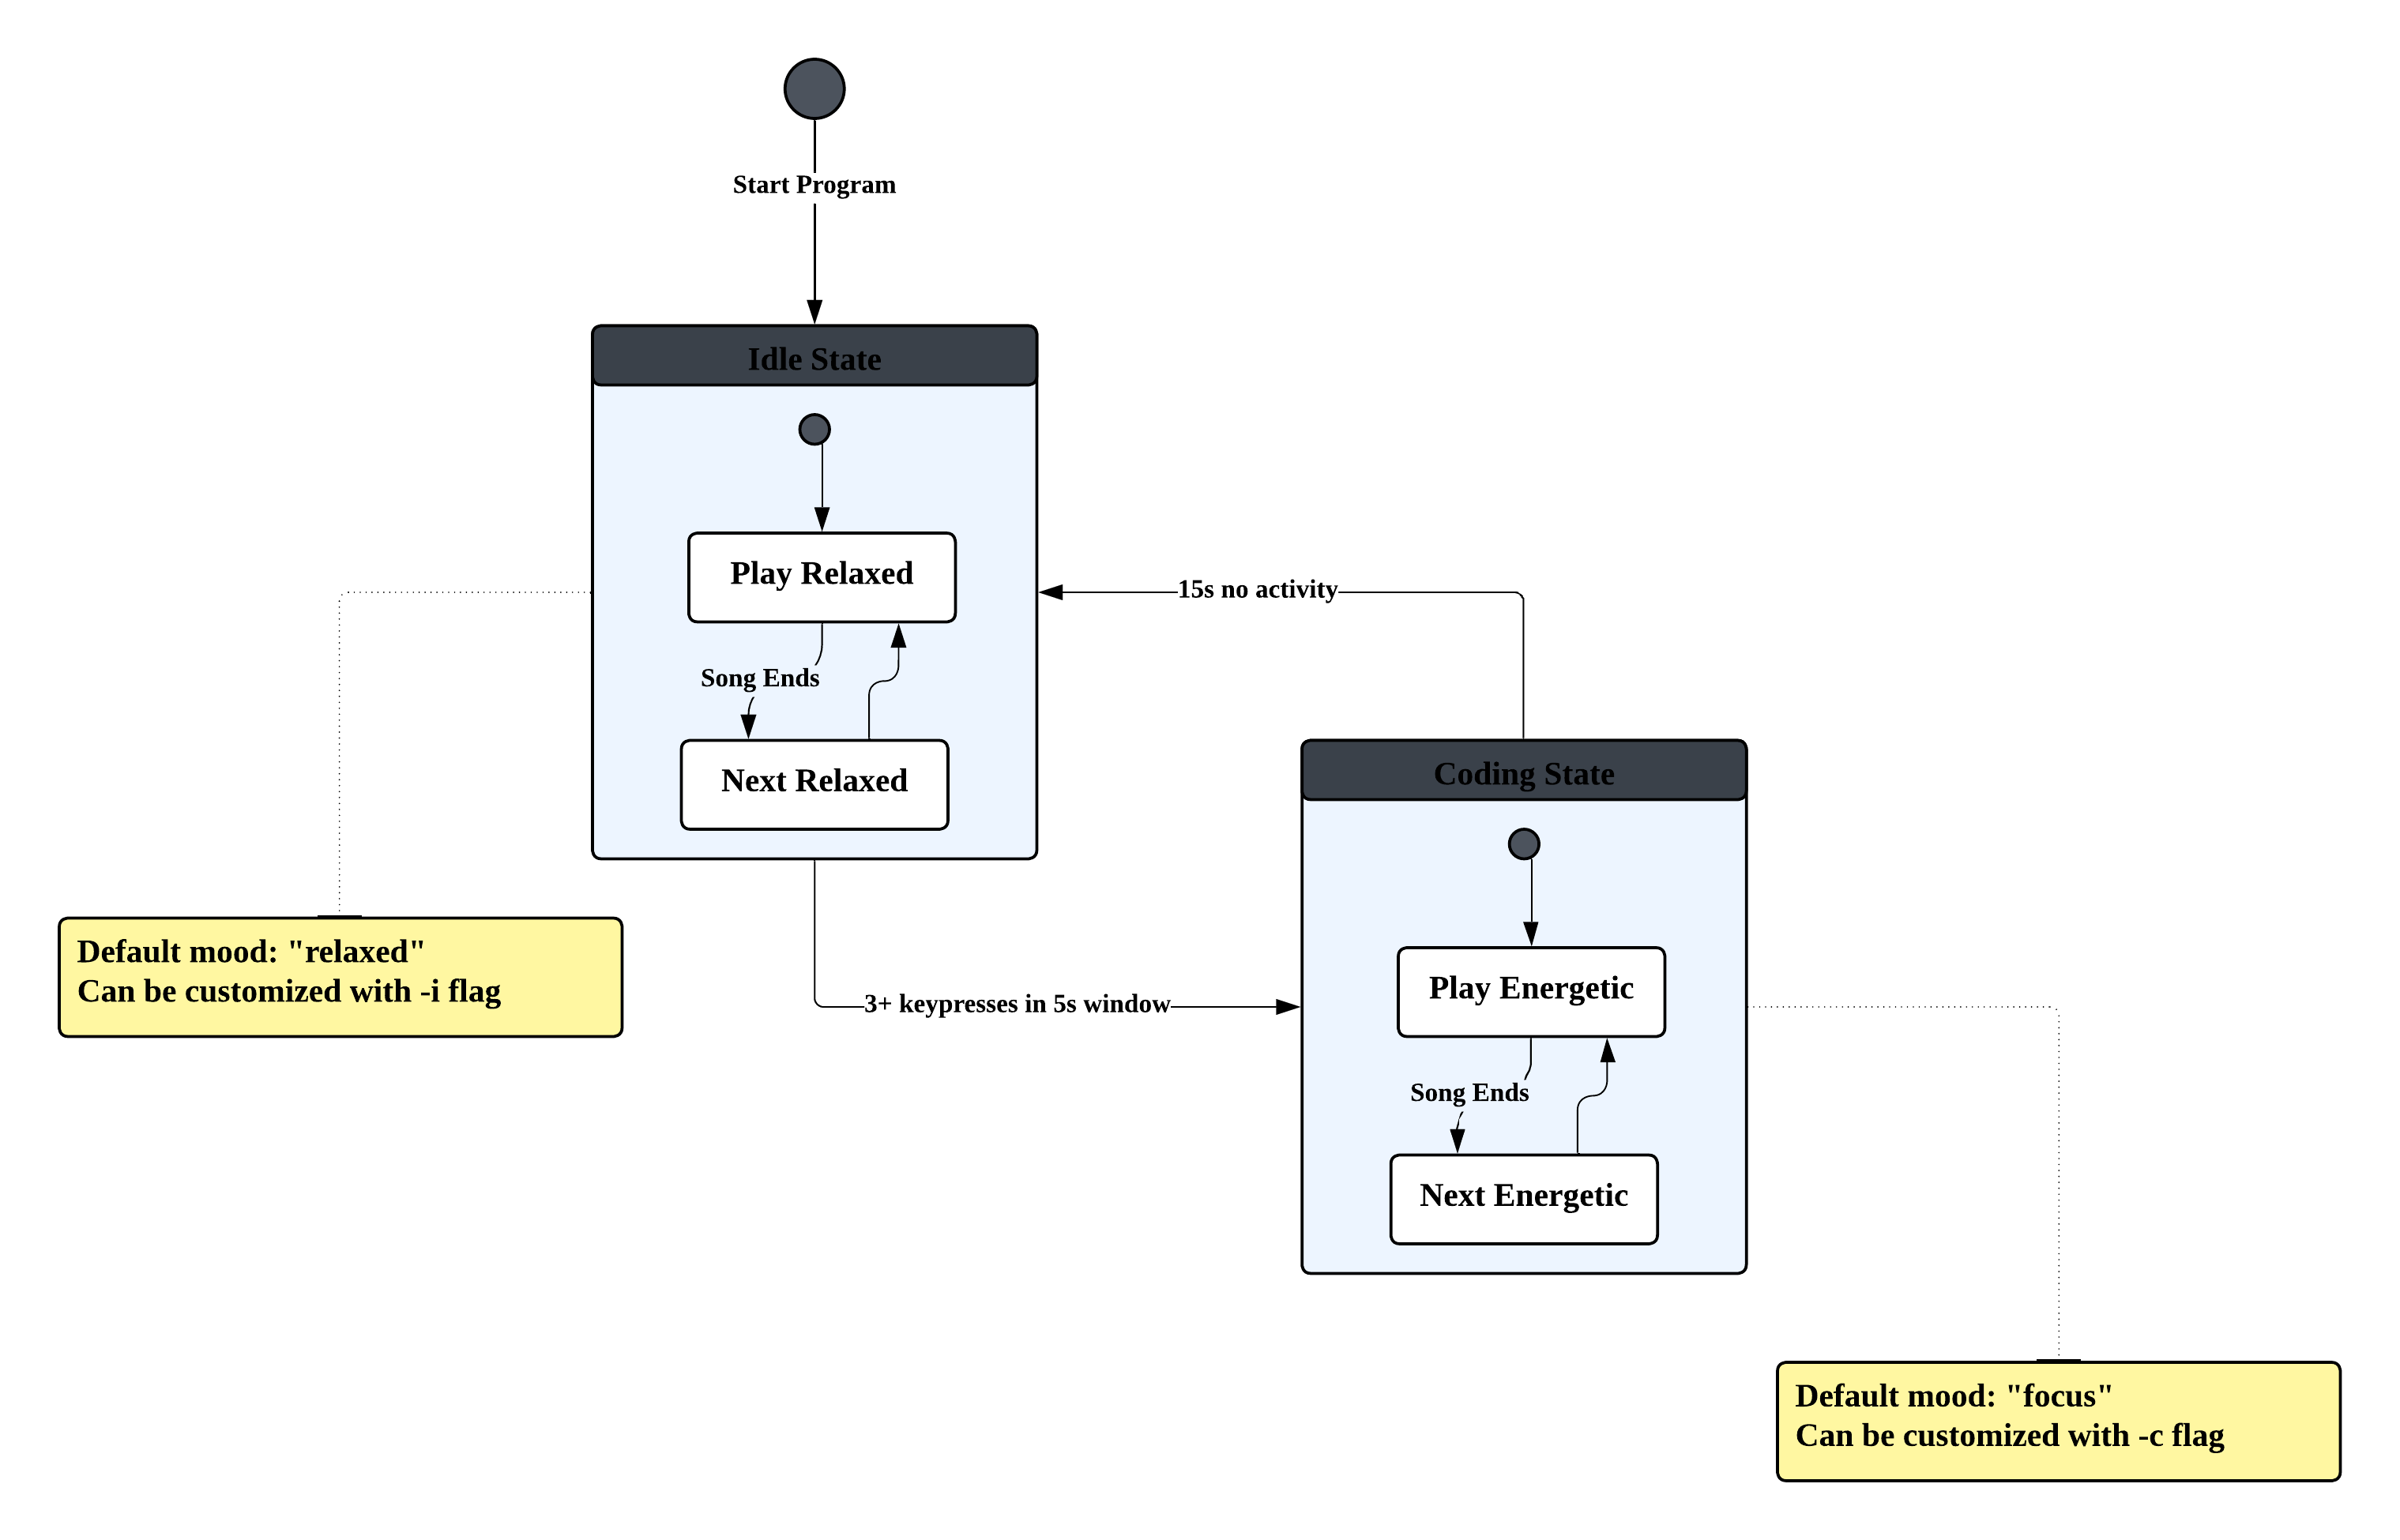 Start Program
Idle State
Play Relaxed
Song Ends
Next Relaxed
15s no activity
Coding State
Default mood: "relaxed"
Can be customized with -i flag
3+ keypresses in 5s window
Play Energetic
Song Ends
Next Energetic
Default mood: "focus"
Can be customized with -c flag